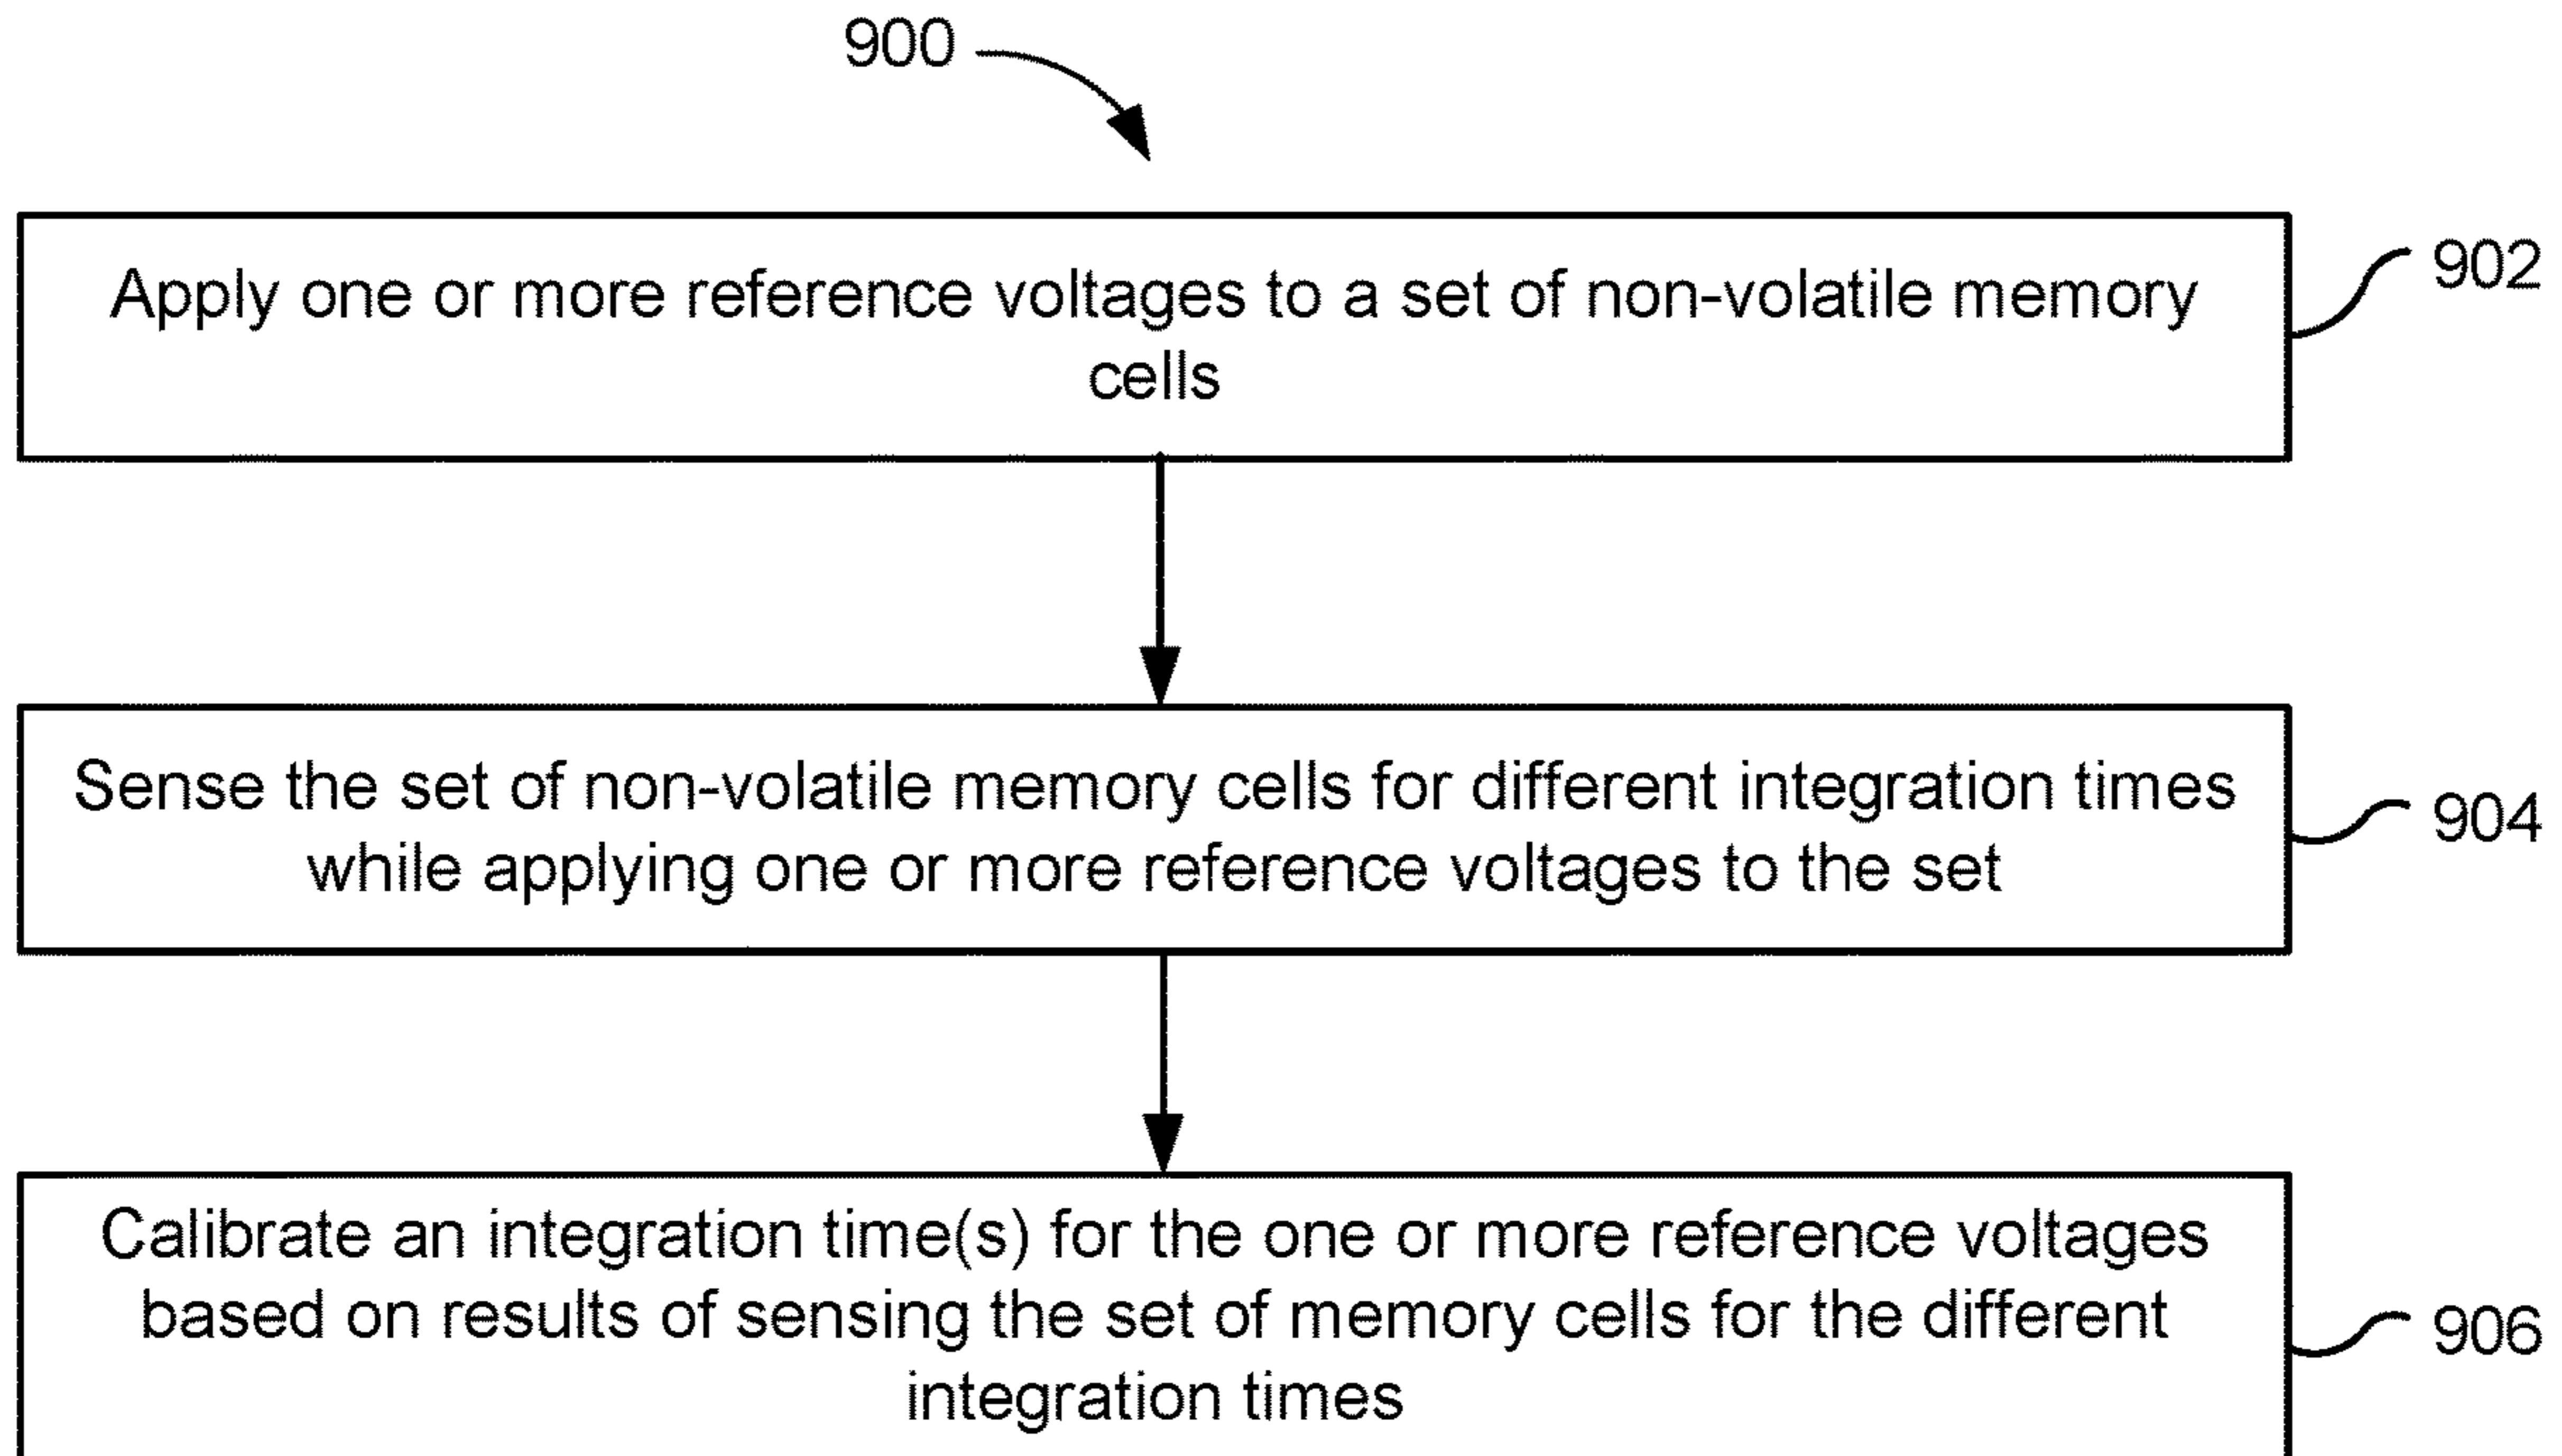 900
Apply one or more reference voltages to a set of non-volatile memory
cells
902
Sense the set of non-volatile memory cells for different integration times
while applying one or more reference voltages to the set
904
Calibrate an integration time(s) for the one or more reference voltages
based on results of sensing the set of memory cells for the different
integration times
906